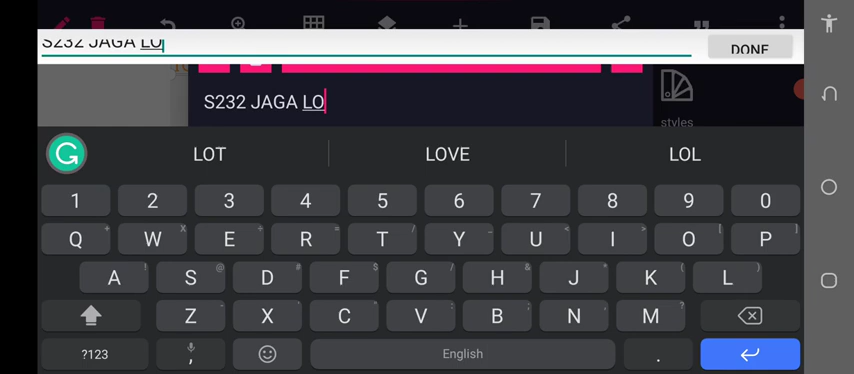 S232 JAGA LO
DONE
S232 JAGA LO
styles
G
LOT LOVE LOL
1 2 3 4 5 6 7 8 9 0
Q + W X E ÷ R = T / Y _ U < I > O [ P ]
A ! S @ D # F $ G / H & J * K ( L )
Z - X ' C " V : B ; N , M ?
?123 , English .